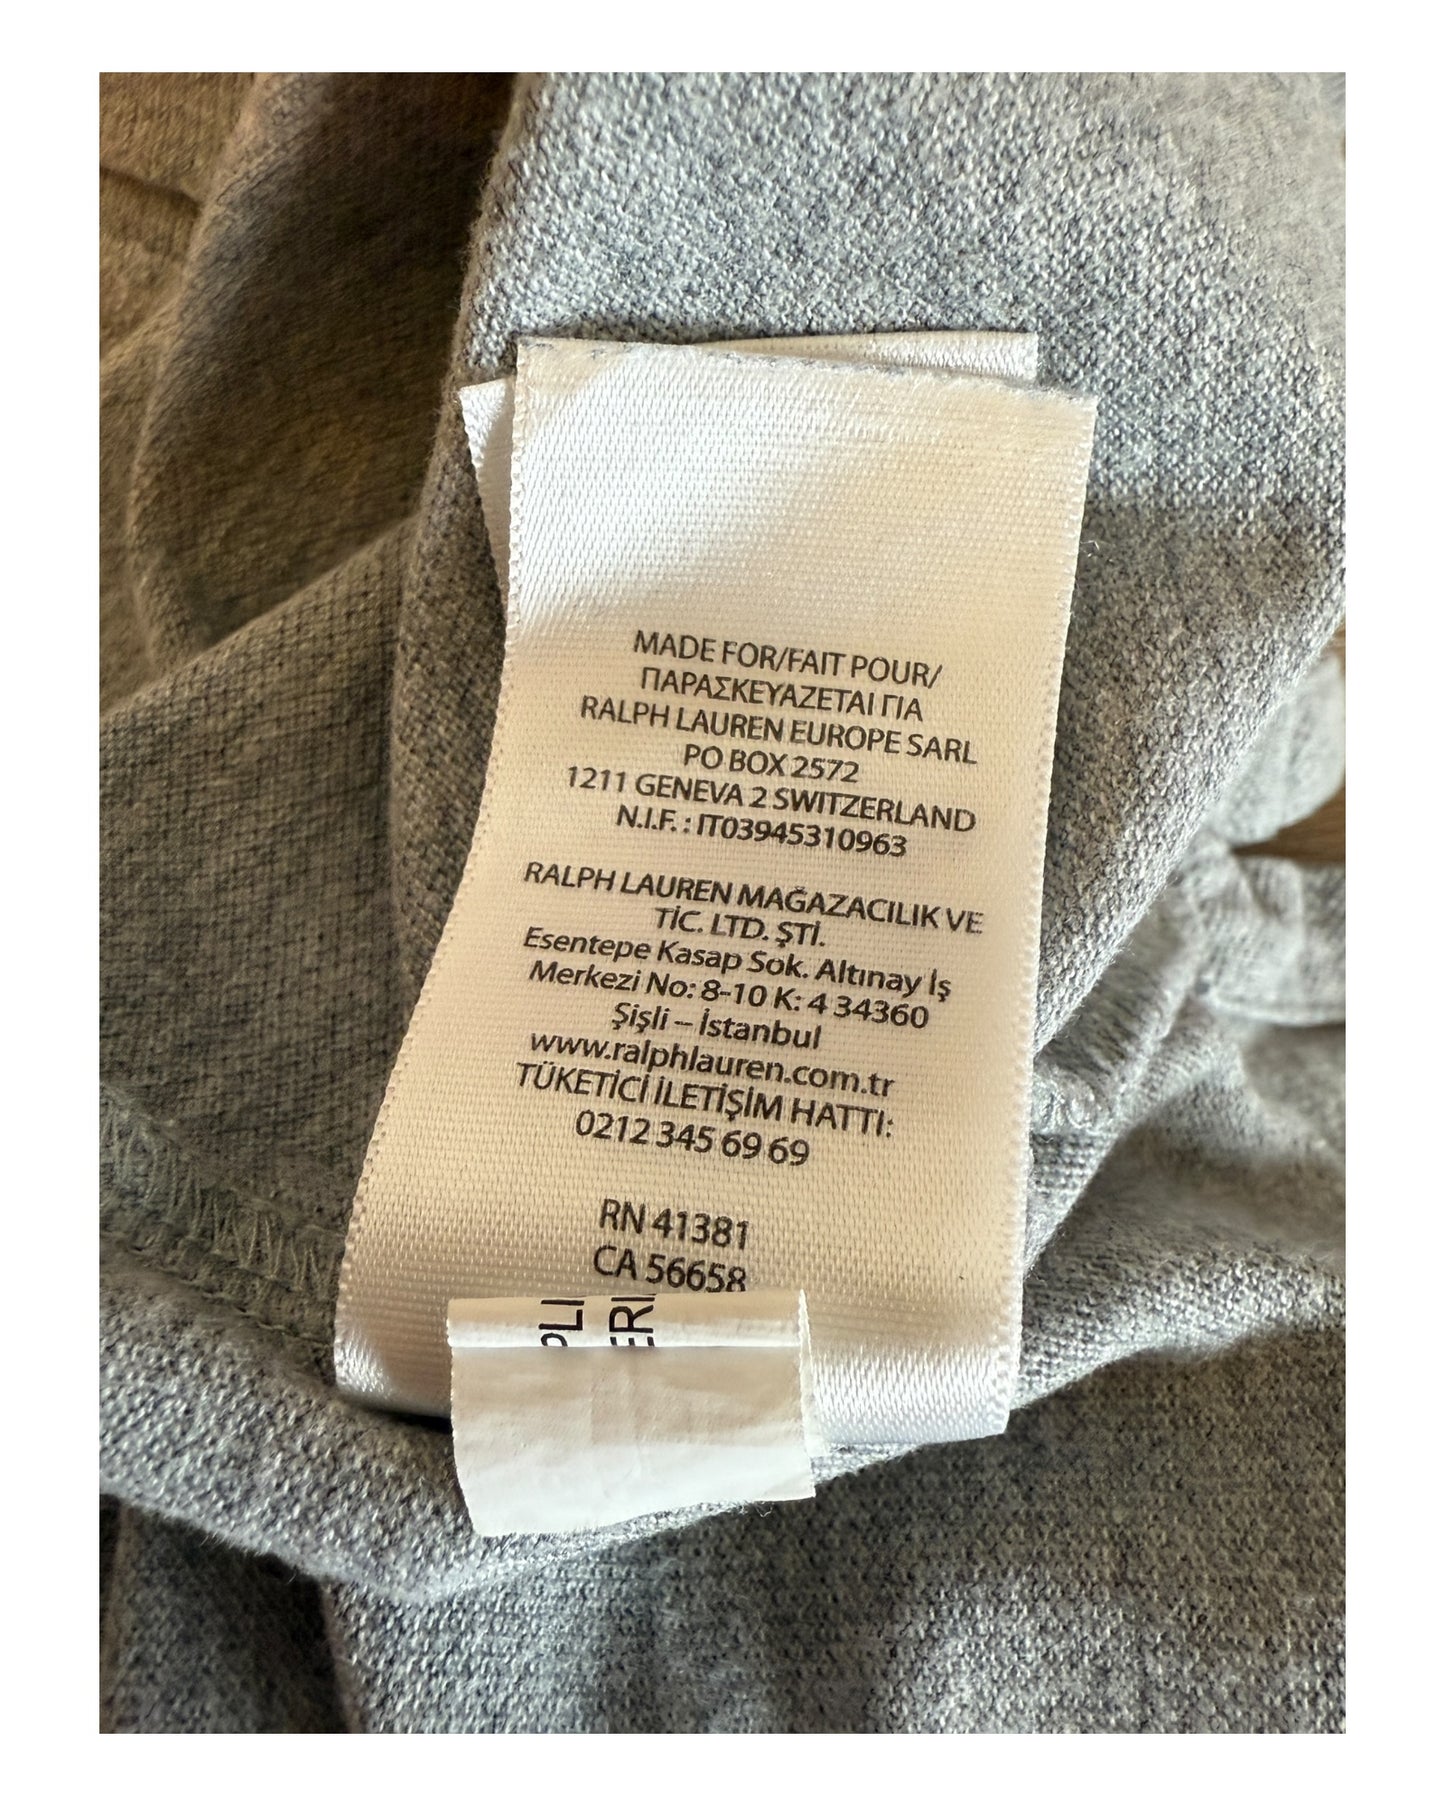 MADE FOR/FAIT POUR/
ΠΑΡΑΣΚΕΥΑΖΕΤΑΙ ΓΙΑ
RALPH LAUREN EUROPE SARL
PO BOX 2572
1211 GENEVA 2 SWITZERLAND
N.I.F. : IT03945310963
RALPH LAUREN MAĞAZACILIK VE
TİC. LTD. ŞTİ.
Esentepe Kasap Sok. Altınay İş
Merkezi No: 8-10 K: 4 34360
Şişli – İstanbul
www.ralphlauren.com.tr
TÜKETİCİ İLETİŞİM HATTI:
0212 345 69 69
RN 41381
CA 56658